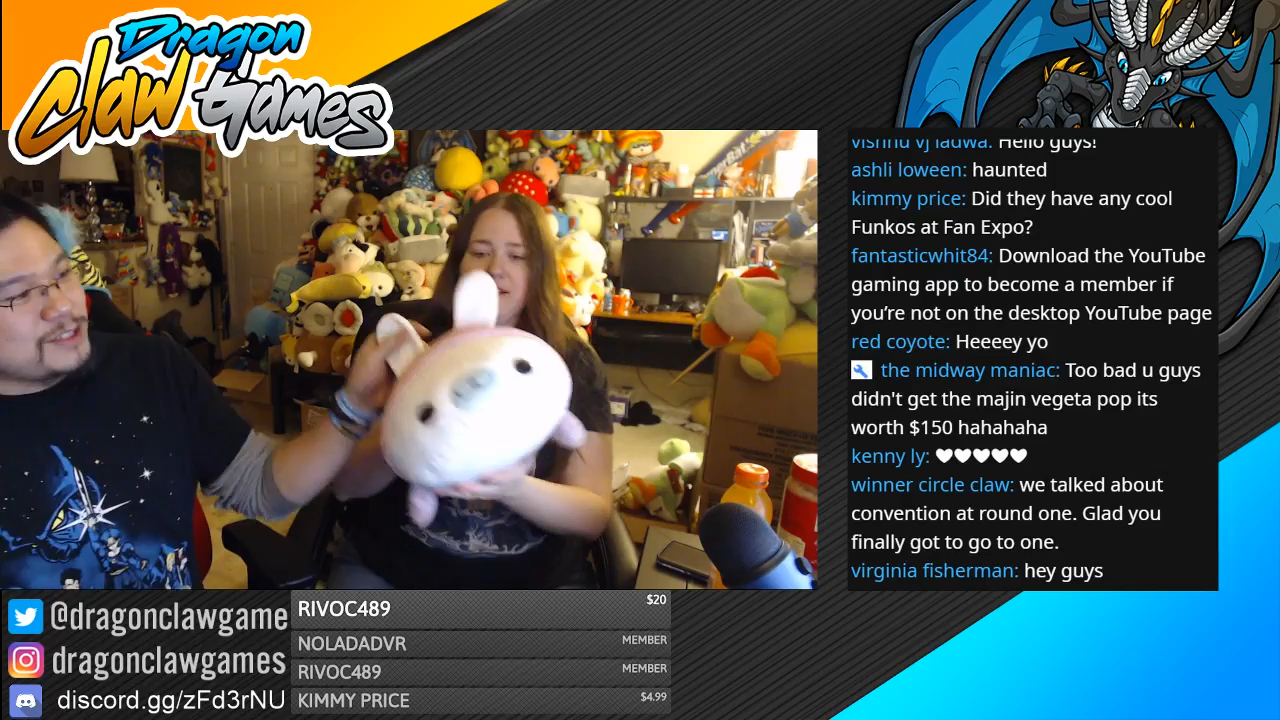 Dragon
Claw Games
vishnu vj ladwa: Hello guys!
ashli loween: haunted
kimmy price: Did they have any cool
Funkos at Fan Expo?
fantasticwhit84: Download the YouTube
gaming app to become a member if
you’re not on the desktop YouTube page
red coyote: Heeeey yo
the midway maniac: Too bad u guys
didn't get the majin vegeta pop its
worth $150 hahahaha
kenny ly: 🤍🤍🤍🤍🤍
winner circle claw: we talked about
convention at round one. Glad you
finally got to go to one.
virginia fisherman: hey guys
@dragonclawgame
dragonclawgames
discord.gg/zFd3rNU
RIVOC489 $20
NOLADADVR MEMBER
RIVOC489 MEMBER
KIMMY PRICE $4.99